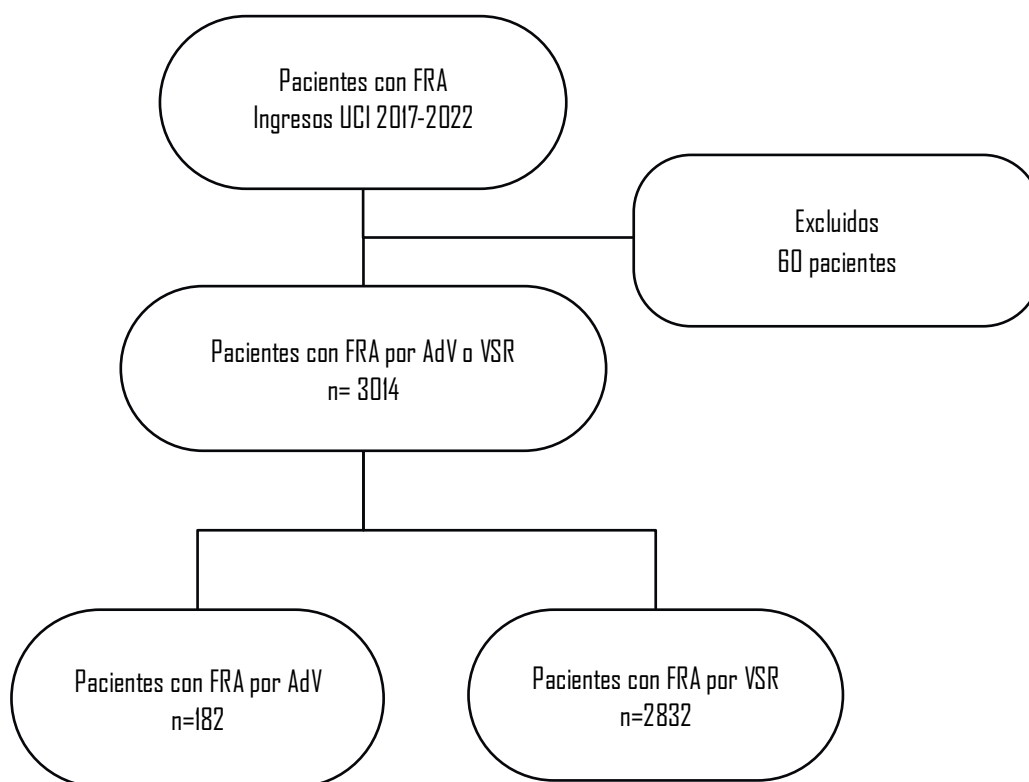 Pacientes con FRA
Ingresos UCI 2017-2022
Excluidos
60 pacientes
Pacientes con FRA por AdV o VSR
n= 3014
Pacientes con FRA por AdV
n=182
Pacientes con FRA por VSR
n=2832